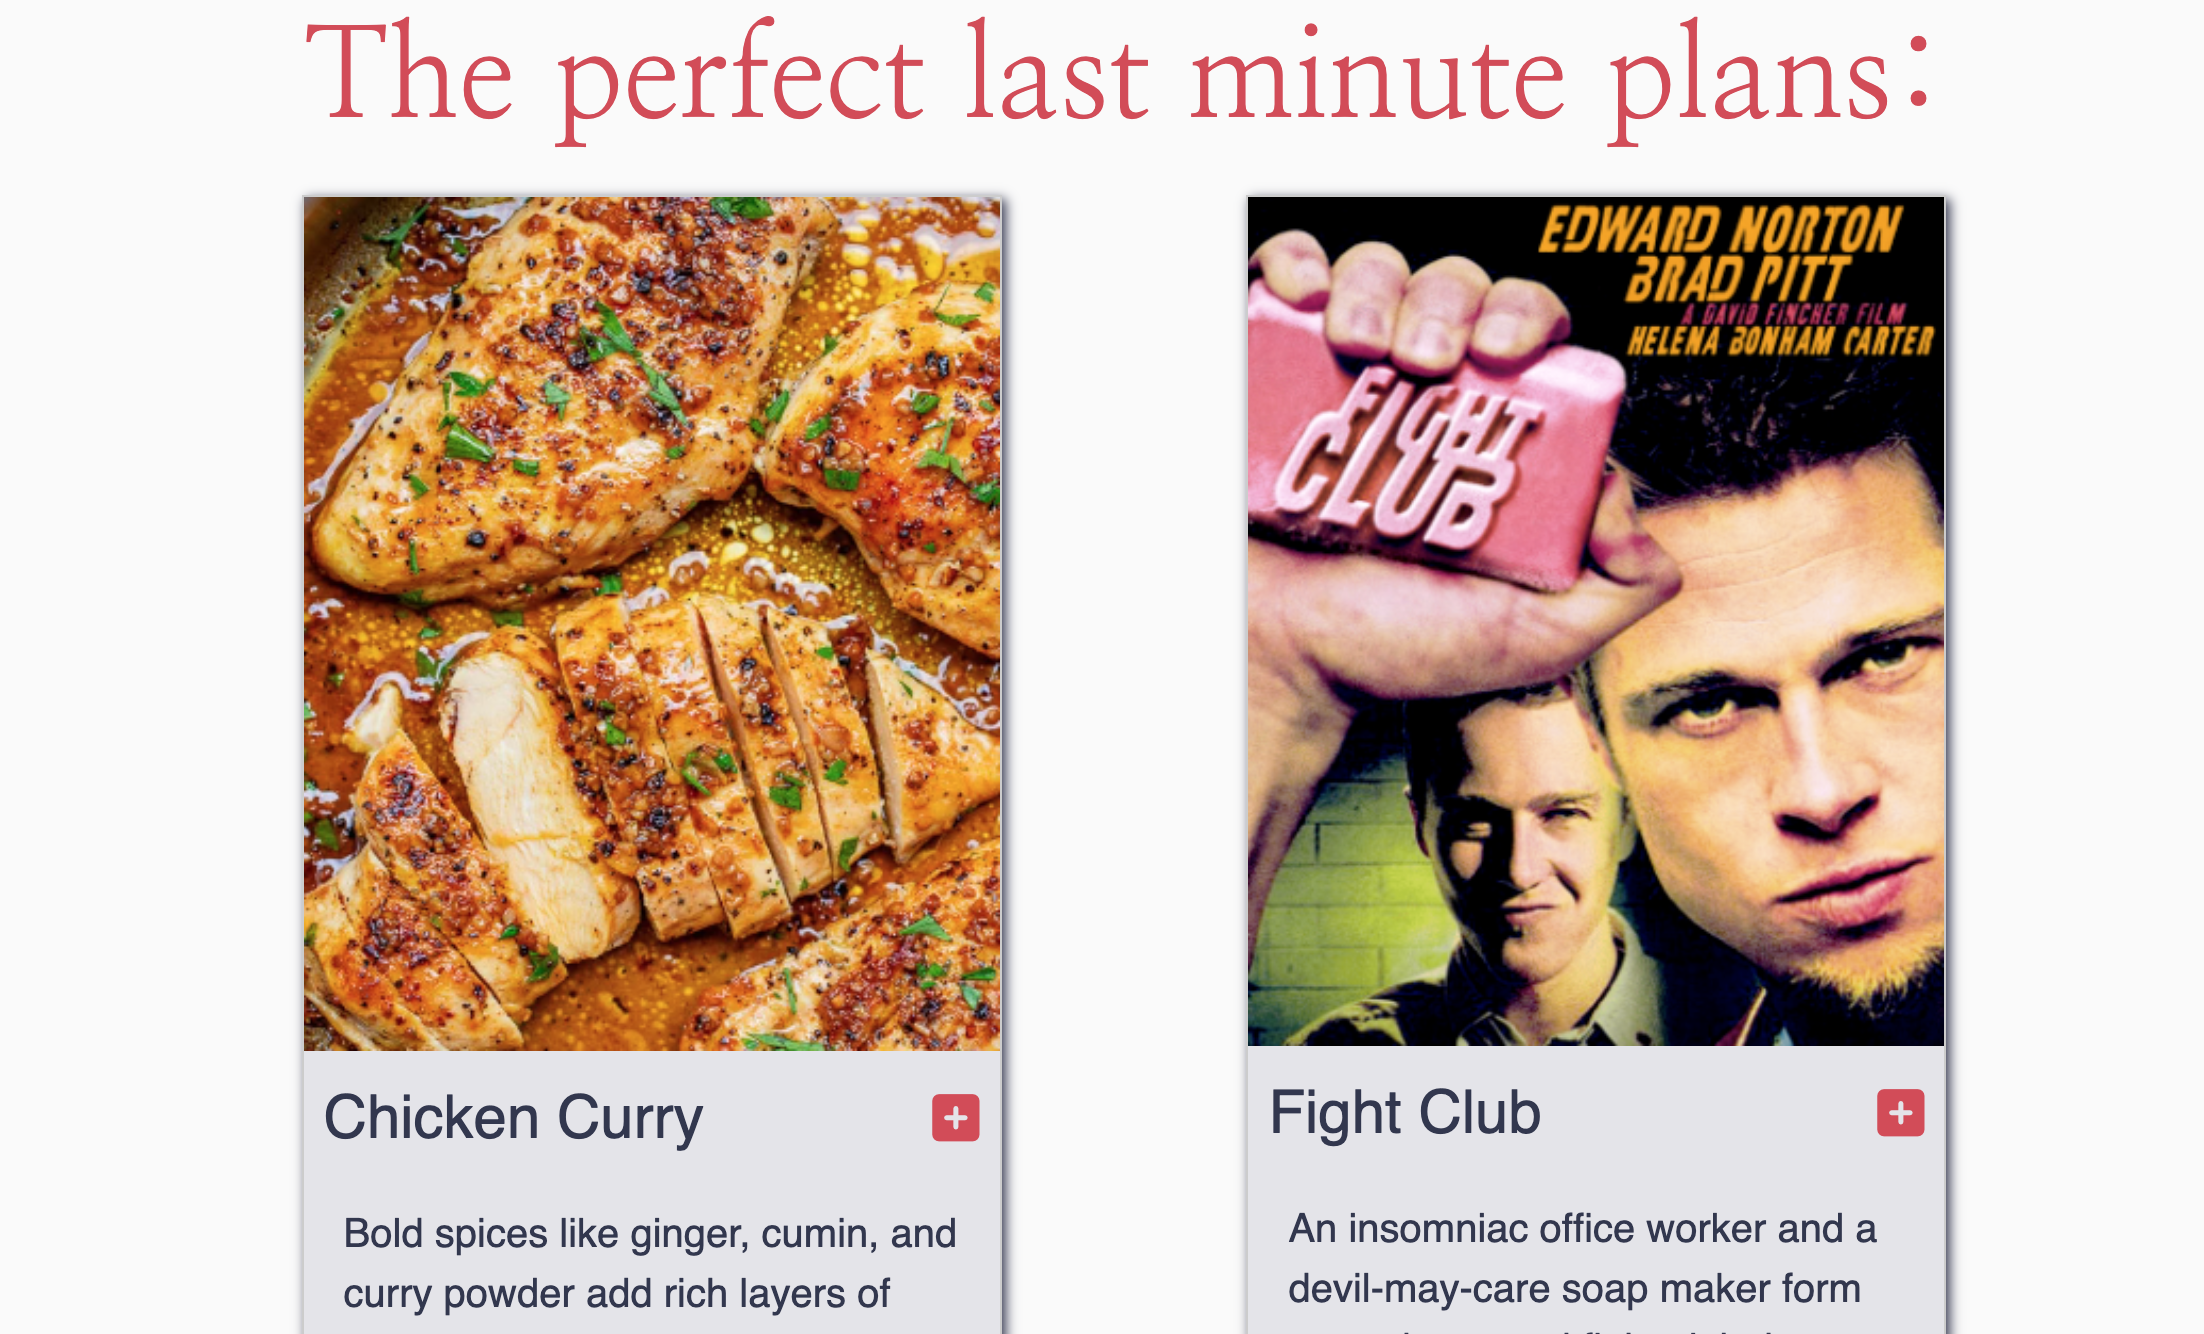 The perfect last minute plans:
EDWARD NORTON
BRAD PITT
A DAVID FINCHER FILM
HELENA BONHAM CARTER
FIGHT
CLUB
Chicken Curry
Fight Club
Bold spices like ginger, cumin, and
curry powder add rich layers of
An insomniac office worker and a
devil-may-care soap maker form